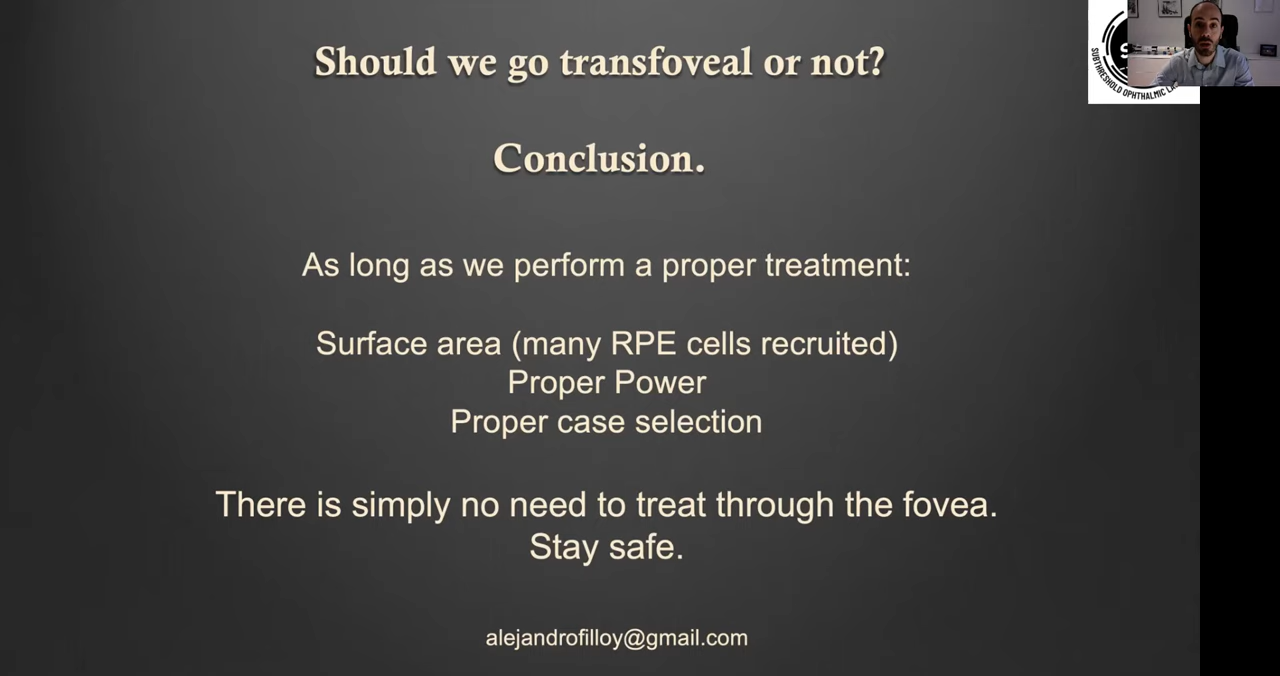 Should we go transfoveal or not?
Conclusion.
As long as we perform a proper treatment:
Surface area (many RPE cells recruited)
Proper Power
Proper case selection
There is simply no need to treat through the fovea.
Stay safe.
alejandrofilloy@gmail.com
SUBTHRESHOLD OPHTHALMIC